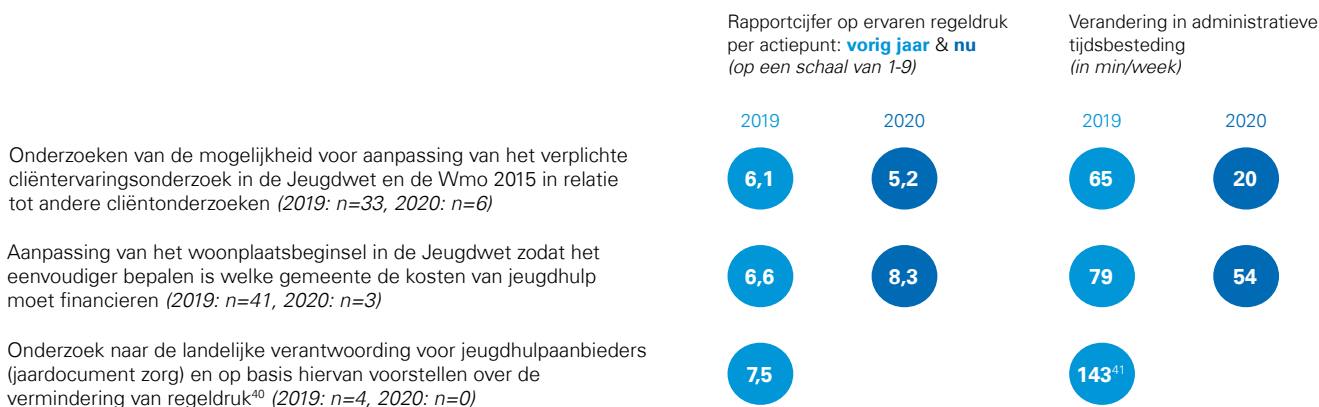 Rapportcijfer op ervaren regeldruk
per actiepunt: vorig jaar & nu
(op een schaal van 1-9)
Verandering in administratieve
tijdsbesteding
(in min/week)
2019 2020 2019 2020
Onderzoeken van de mogelijkheid voor aanpassing van het verplichte
cliëntervaringsonderzoek in de Jeugdwet en de Wmo 2015 in relatie
tot andere cliëntonderzoeken (2019: n=33, 2020: n=6)
6,1 5,2 65 20
Aanpassing van het woonplaatsbeginsel in de Jeugdwet zodat het
eenvoudiger bepalen is welke gemeente de kosten van jeugdhulp
moet financieren (2019: n=41, 2020: n=3)
6,6 8,3 79 54
Onderzoek naar de landelijke verantwoording voor jeugdhulpaanbieders
(jaardocument zorg) en op basis hiervan voorstellen over de
vermindering van regeldruk⁴⁰ (2019: n=4, 2020: n=0)
7,5 143⁴¹